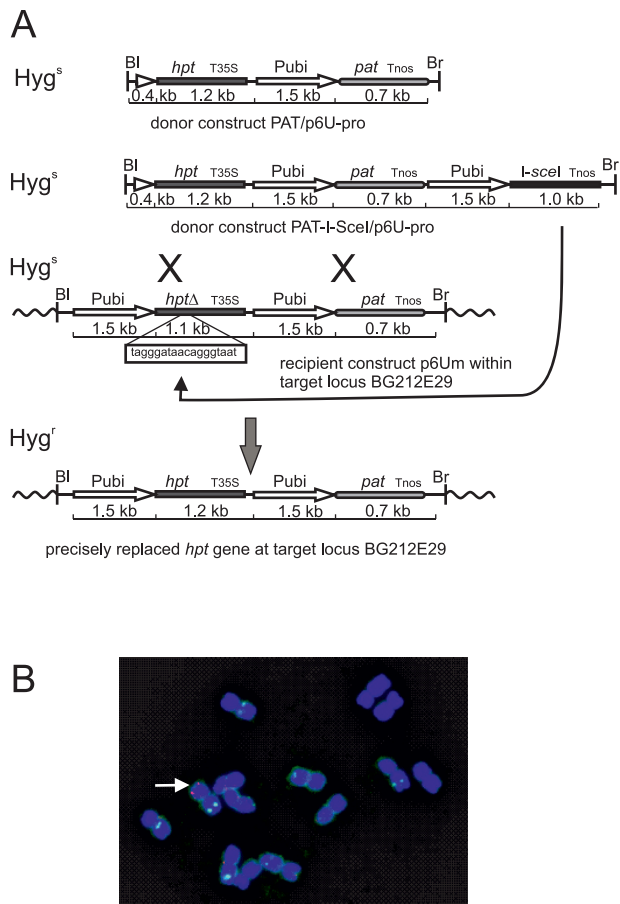 A
Hygˢ
Bl hpt T35S Pubi pat Tnos Br
0.4 kb 1.2 kb 1.5 kb 0.7 kb
donor construct PAT/p6U-pro
Hygˢ
Bl hpt T35S Pubi pat Tnos Pubi I-sceI Tnos Br
0.4 kb 1.2 kb 1.5 kb 0.7 kb 1.5 kb 1.0 kb
donor construct PAT-I-SceI/p6U-pro
Hygˢ
X X
Bl Pubi hptΔ T35S Pubi pat Tnos Br
1.5 kb 1.1 kb 1.5 kb 0.7 kb
tagggataacagggtaat
recipient construct p6Um within
target locus BG212E29
Hygʳ
Bl Pubi hpt T35S Pubi pat Tnos Br
1.5 kb 1.2 kb 1.5 kb 0.7 kb
precisely replaced hpt gene at target locus BG212E29
B